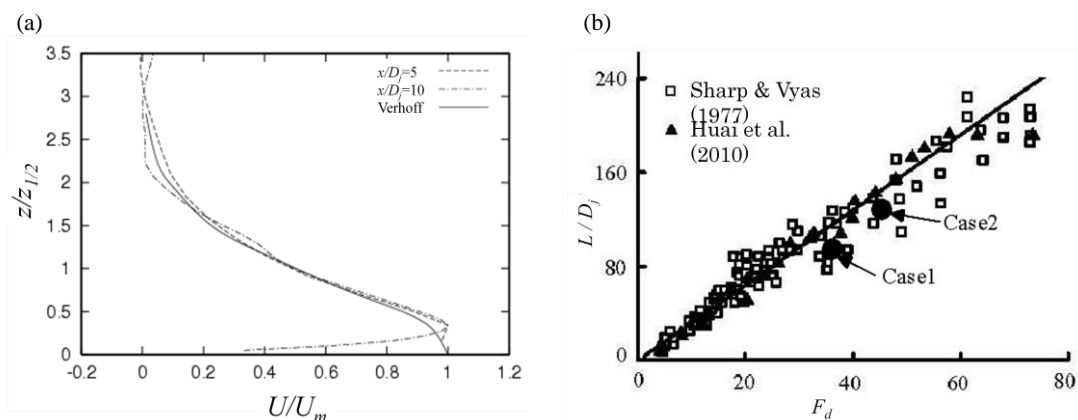 (a)
3.5
3
2.5
2
1.5
1
0.5
0
z/z1/2
-0.2 0 0.2 0.4 0.6 0.8 1 1.2
U/Um
x/Dj=5
x/Dj=10
Verhoff
(b)
240
160
80
0
L/Dj
0 20 40 60 80
Fd
Sharp & Vyas
(1977)
Huai et al.
(2010)
Case2
Case1